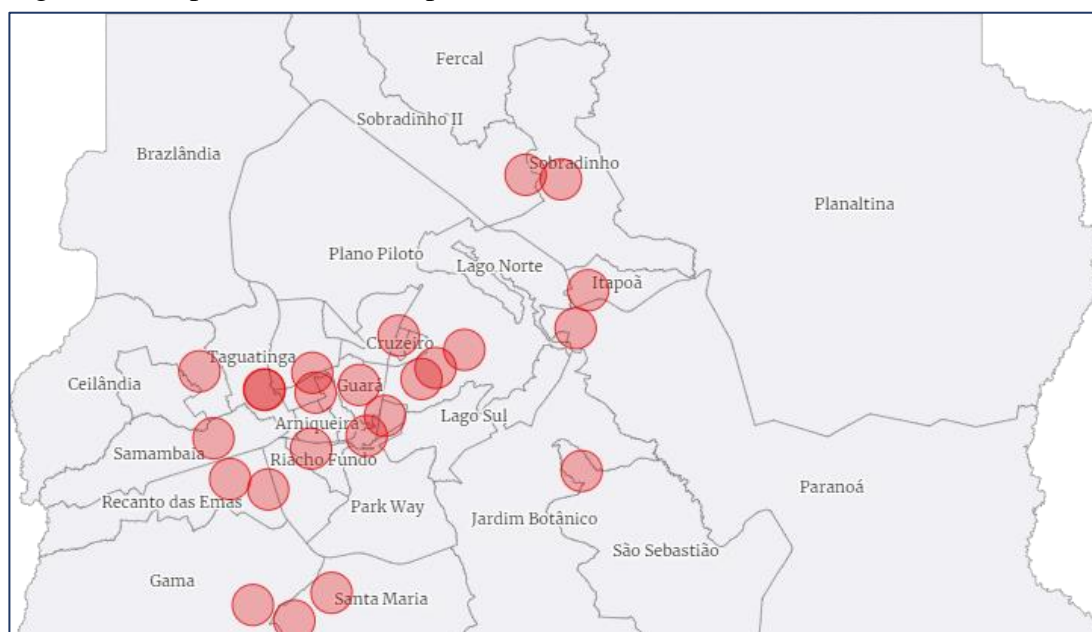 Fercal
Sobradinho II
Brazlândia
Sobradinho
Planaltina
Plano Piloto
Lago Norte
Itapoã
Cruzeiro
Taguatinga
Ceilândia
Guará
Lago Sul
Arniqueira
Samambaia
Riacho Fundo
Paranoá
Recanto das Emas
Park Way
Jardim Botânico
São Sebastião
Gama
Santa Maria